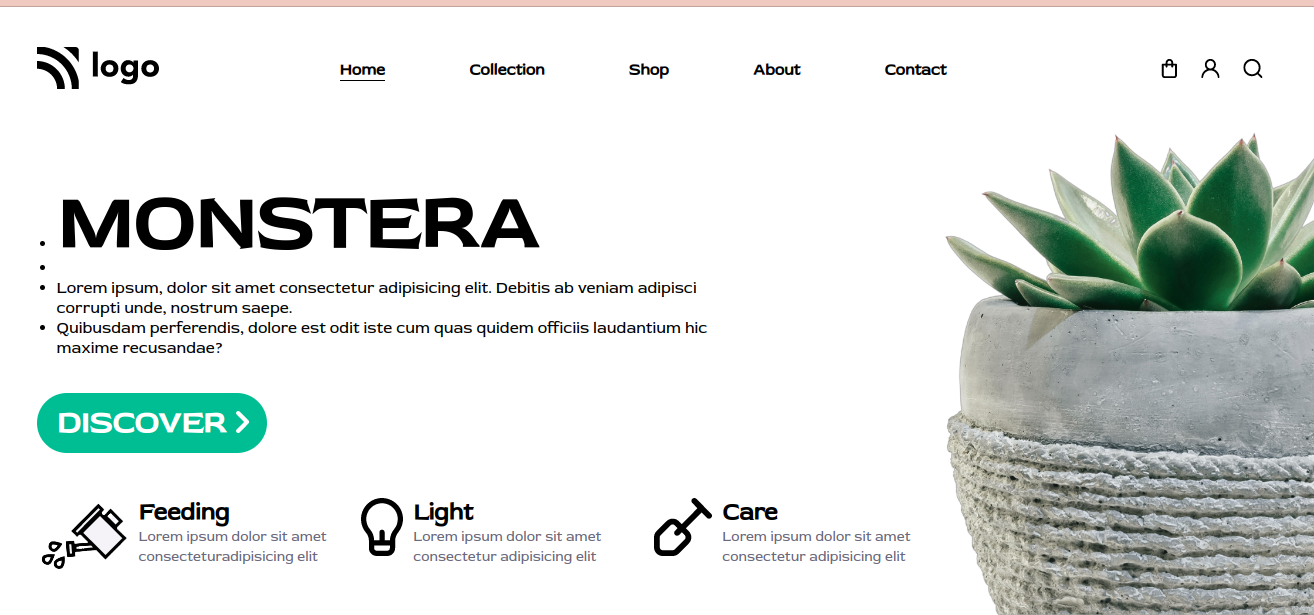 logo
Home Collection Shop About Contact
MONSTERA
Lorem ipsum, dolor sit amet consectetur adipisicing elit. Debitis ab veniam adipisci
corrupti unde, nostrum saepe.
Quibusdam perferendis, dolore est odit iste cum quas quidem officiis laudantium hic
maxime recusandae?
DISCOVER
Feeding
Lorem ipsum dolor sit amet
consecteturadipisicing elit
Light
Lorem ipsum dolor sit amet
consectetur adipisicing elit
Care
Lorem ipsum dolor sit amet
consectetur adipisicing elit